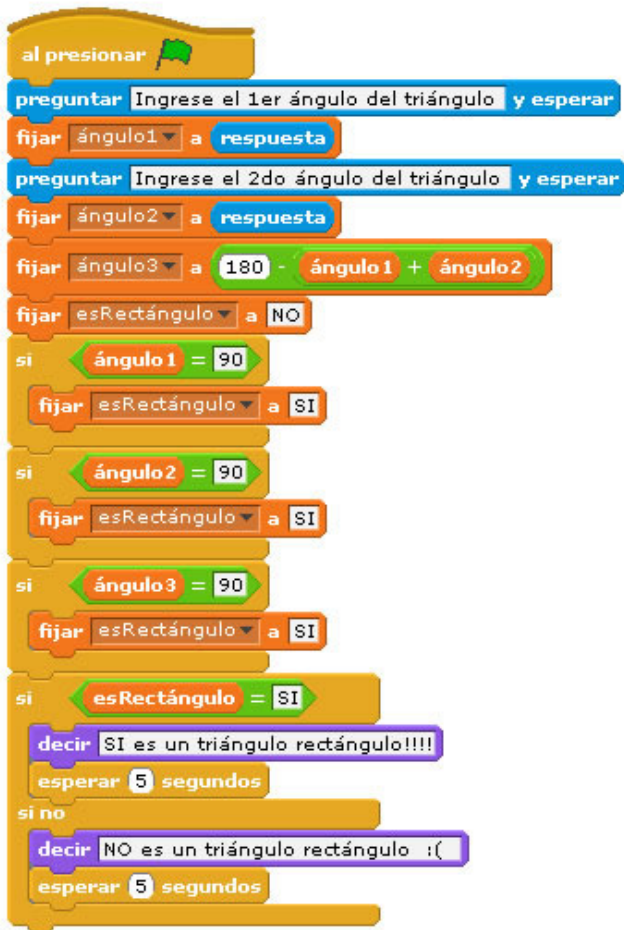 al presionar
preguntar Ingrese el 1er ángulo del triángulo y esperar
fijar ángulo1 a respuesta
preguntar Ingrese el 2do ángulo del triángulo y esperar
fijar ángulo2 a respuesta
fijar ángulo3 a 180 - ángulo1 + ángulo2
fijar esRectángulo a NO
si ángulo1 = 90
fijar esRectángulo a SI
si ángulo2 = 90
fijar esRectángulo a SI
si ángulo3 = 90
fijar esRectángulo a SI
si esRectángulo = SI
decir SI es un triángulo rectángulo!!!!
esperar 5 segundos
si no
decir NO es un triángulo rectángulo :(
esperar 5 segundos